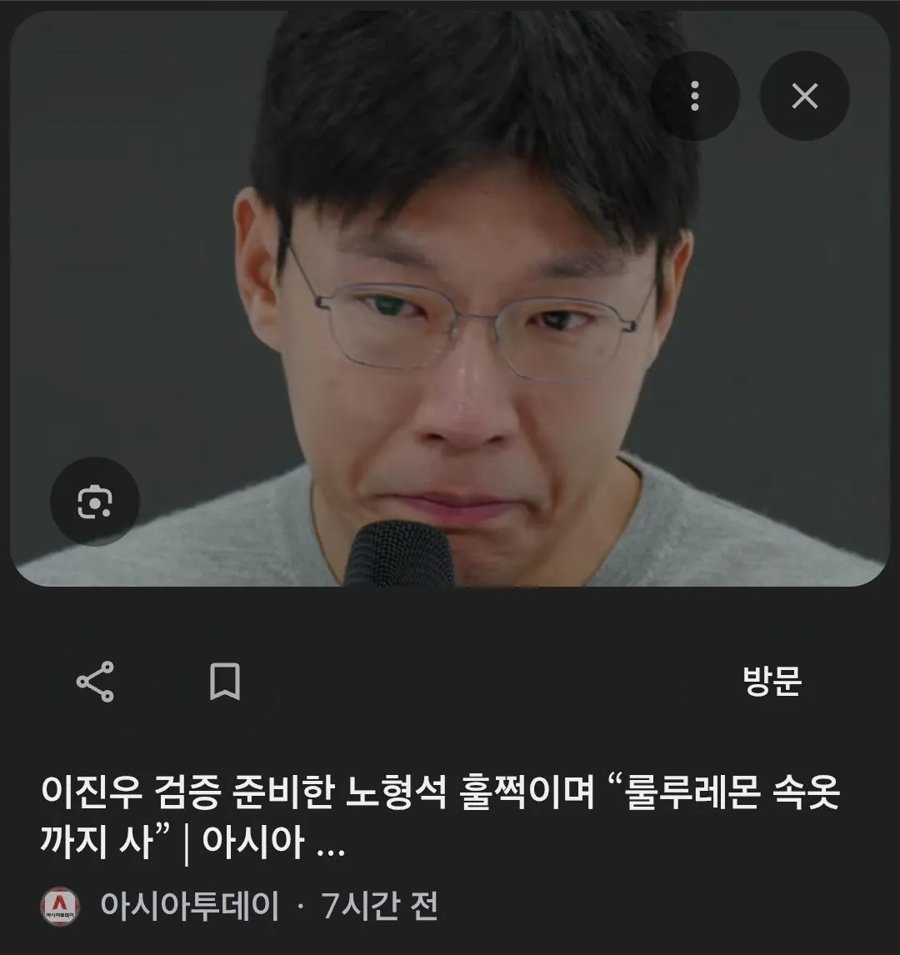 방문
이진우 검증 준비한 노형석 훌쩍이며 “룰루레몬 속옷
까지 사” | 아시아 ...
아시아투데이 · 7시간 전